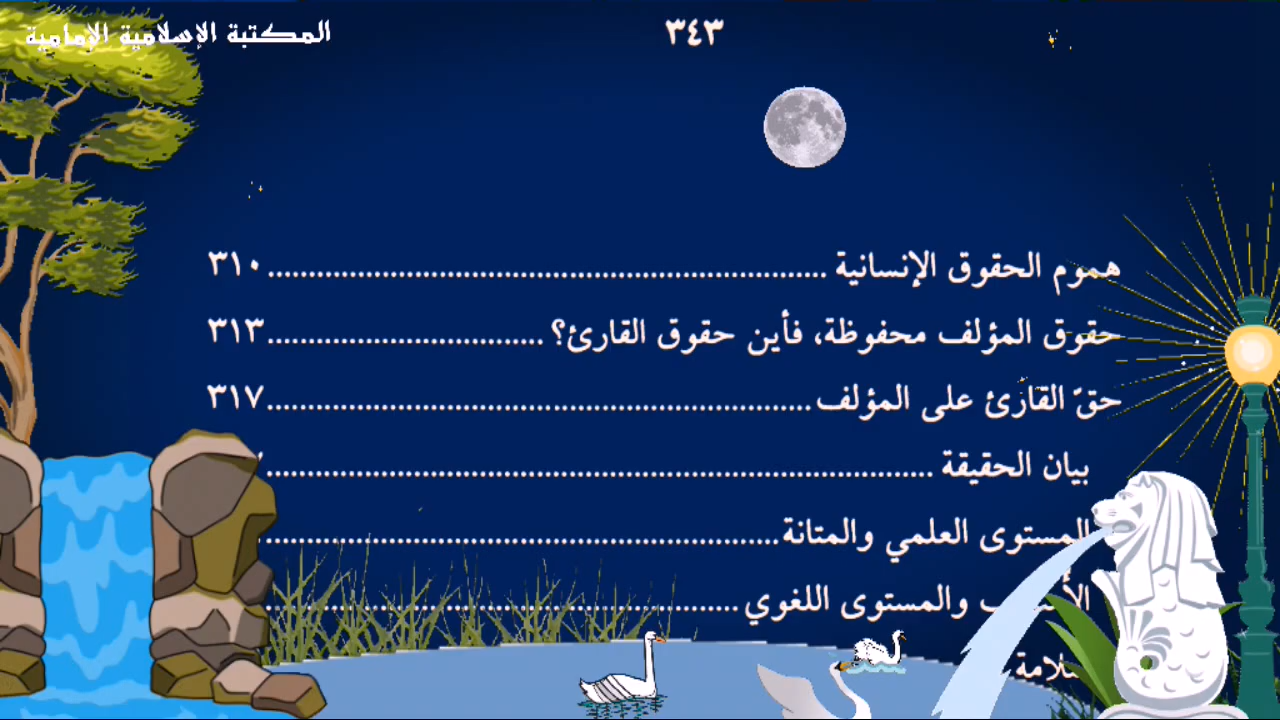 المكتبة الإسلامية الإمامية
٣٤٣
هموم الحقوق الإنسانية ................................................................ ٣١٠
حقوق المؤلف محفوظة، فأين حقوق القارئ؟ ................................ ٣١٣
حقّ القارئ على المؤلف ................................................................ ٣١٧
بيان الحقيقة ................................................................
المستوى العلمي والمتانة ................................................................
والمستوى اللغوي ................................................................